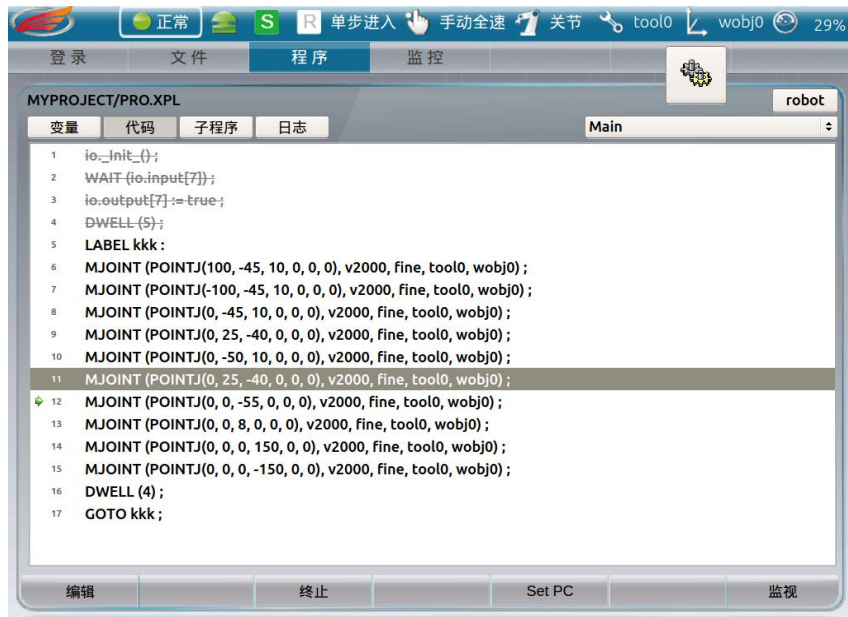 正常 S R 单步进入 手动全速 关节 tool0 wobj0 29%
登录 文件 程序 监控
MYPROJECT/PRO.XPL robot
变量 代码 子程序 日志 Main
1 io._Init_() ;
2 WAIT (io.input[7]) ;
3 io.output[7] := true ;
4 DWELL (5) ;
5 LABEL kkk :
6 MJOINT (POINTJ(100, -45, 10, 0, 0, 0), v2000, fine, tool0, wobj0) ;
7 MJOINT (POINTJ(-100, -45, 10, 0, 0, 0), v2000, fine, tool0, wobj0) ;
8 MJOINT (POINTJ(0, -45, 10, 0, 0, 0), v2000, fine, tool0, wobj0) ;
9 MJOINT (POINTJ(0, 25, -40, 0, 0, 0), v2000, fine, tool0, wobj0) ;
10 MJOINT (POINTJ(0, -50, 10, 0, 0, 0), v2000, fine, tool0, wobj0) ;
11 MJOINT (POINTJ(0, 25, -40, 0, 0, 0), v2000, fine, tool0, wobj0) ;
12 MJOINT (POINTJ(0, 0, -55, 0, 0, 0), v2000, fine, tool0, wobj0) ;
13 MJOINT (POINTJ(0, 0, 8, 0, 0, 0), v2000, fine, tool0, wobj0) ;
14 MJOINT (POINTJ(0, 0, 0, 150, 0, 0), v2000, fine, tool0, wobj0) ;
15 MJOINT (POINTJ(0, 0, 0, -150, 0, 0), v2000, fine, tool0, wobj0) ;
16 DWELL (4) ;
17 GOTO kkk ;
编辑 终止 Set PC 监视